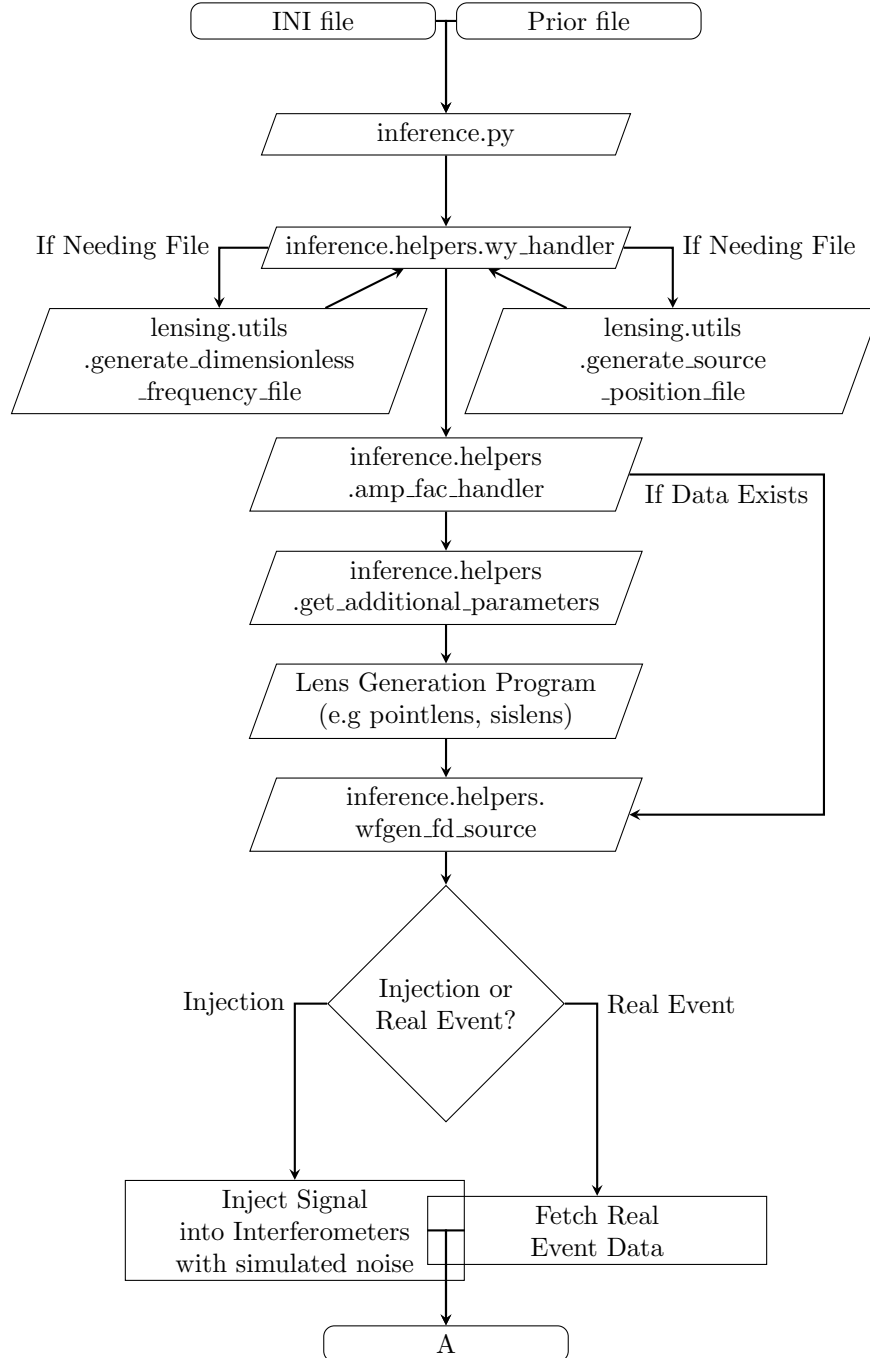 INI file
Prior file
inference.py
inference.helpers.wy_handler
If Needing File
If Needing File
lensing.utils
.generate_dimensionless
_frequency_file
lensing.utils
.generate_source
_position_file
inference.helpers
.amp_fac_handler
If Data Exists
inference.helpers
.get_additional_parameters
Lens Generation Program
(e.g pointlens, sislens)
inference.helpers.
wfgen_fd_source
Injection or
Real Event?
Injection
Real Event
Inject Signal
into Interferometers
with simulated noise
Fetch Real
Event Data
A